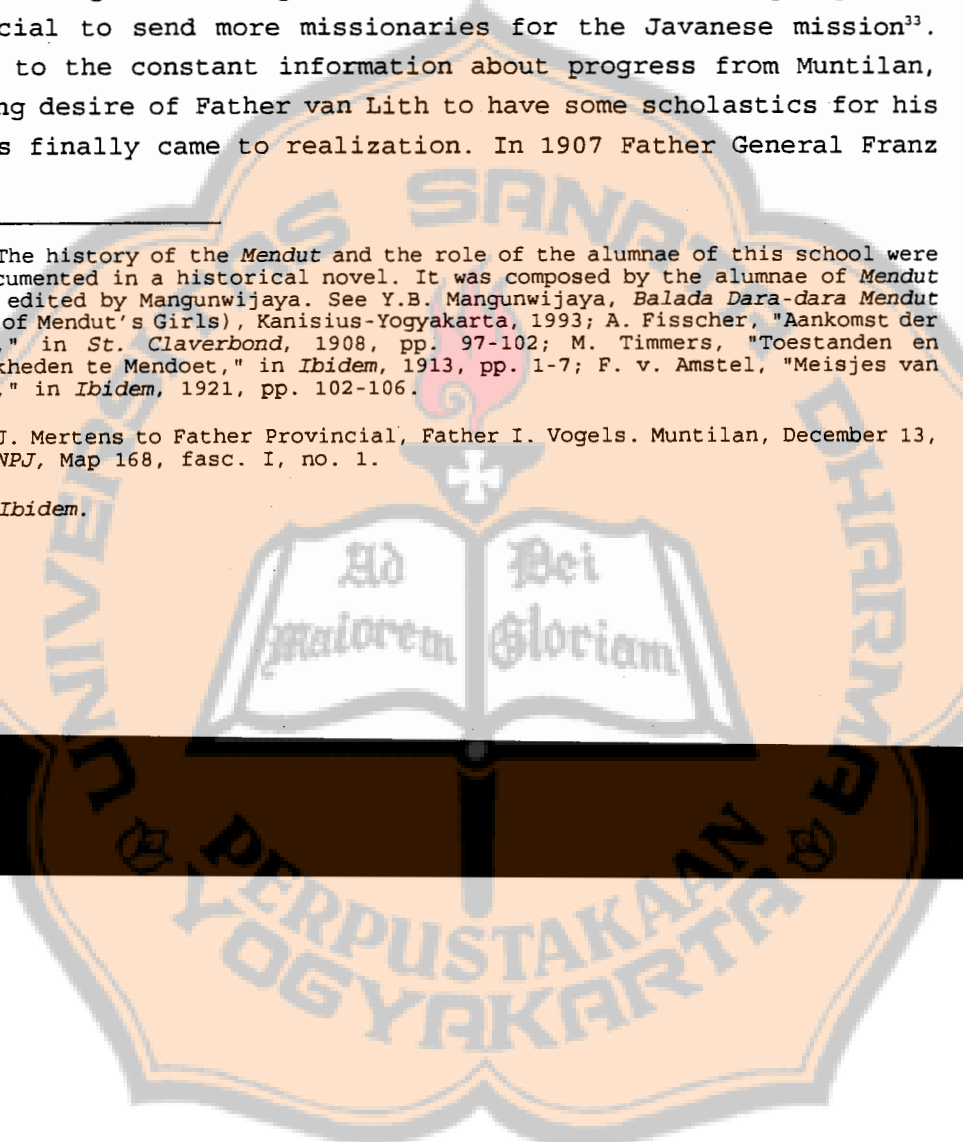 cial to send more missionaries for the Javanese mission³³.
to the constant information about progress from Muntilan,
ng desire of Father van Lith to have some scholastics for his
s finally came to realization. In 1907 Father General Franz
The history of the Mendut and the role of the alumnae of this school were
cumented in a historical novel. It was composed by the alumnae of Mendut
edited by Mangunwijaya. See Y.B. Mangunwijaya, Balada Dara-dara Mendut
of Mendut's Girls), Kanisius-Yogyakarta, 1993; A. Fisscher, "Aankomst der
," in St. Claverbond, 1908, pp. 97-102; M. Timmers, "Toestanden en
kheden te Mendoet," in Ibidem, 1913, pp. 1-7; F. v. Amstel, "Meisjes van
," in Ibidem, 1921, pp. 102-106.
J. Mertens to Father Provincial, Father I. Vogels. Muntilan, December 13,
NPJ, Map 168, fasc. I, no. 1.
Ibidem.
UNIVERSITAS SANATA DHARMA
Ad Dei
maiorem Gloriam
PERPUSTAKAAN
YOGYAKARTA